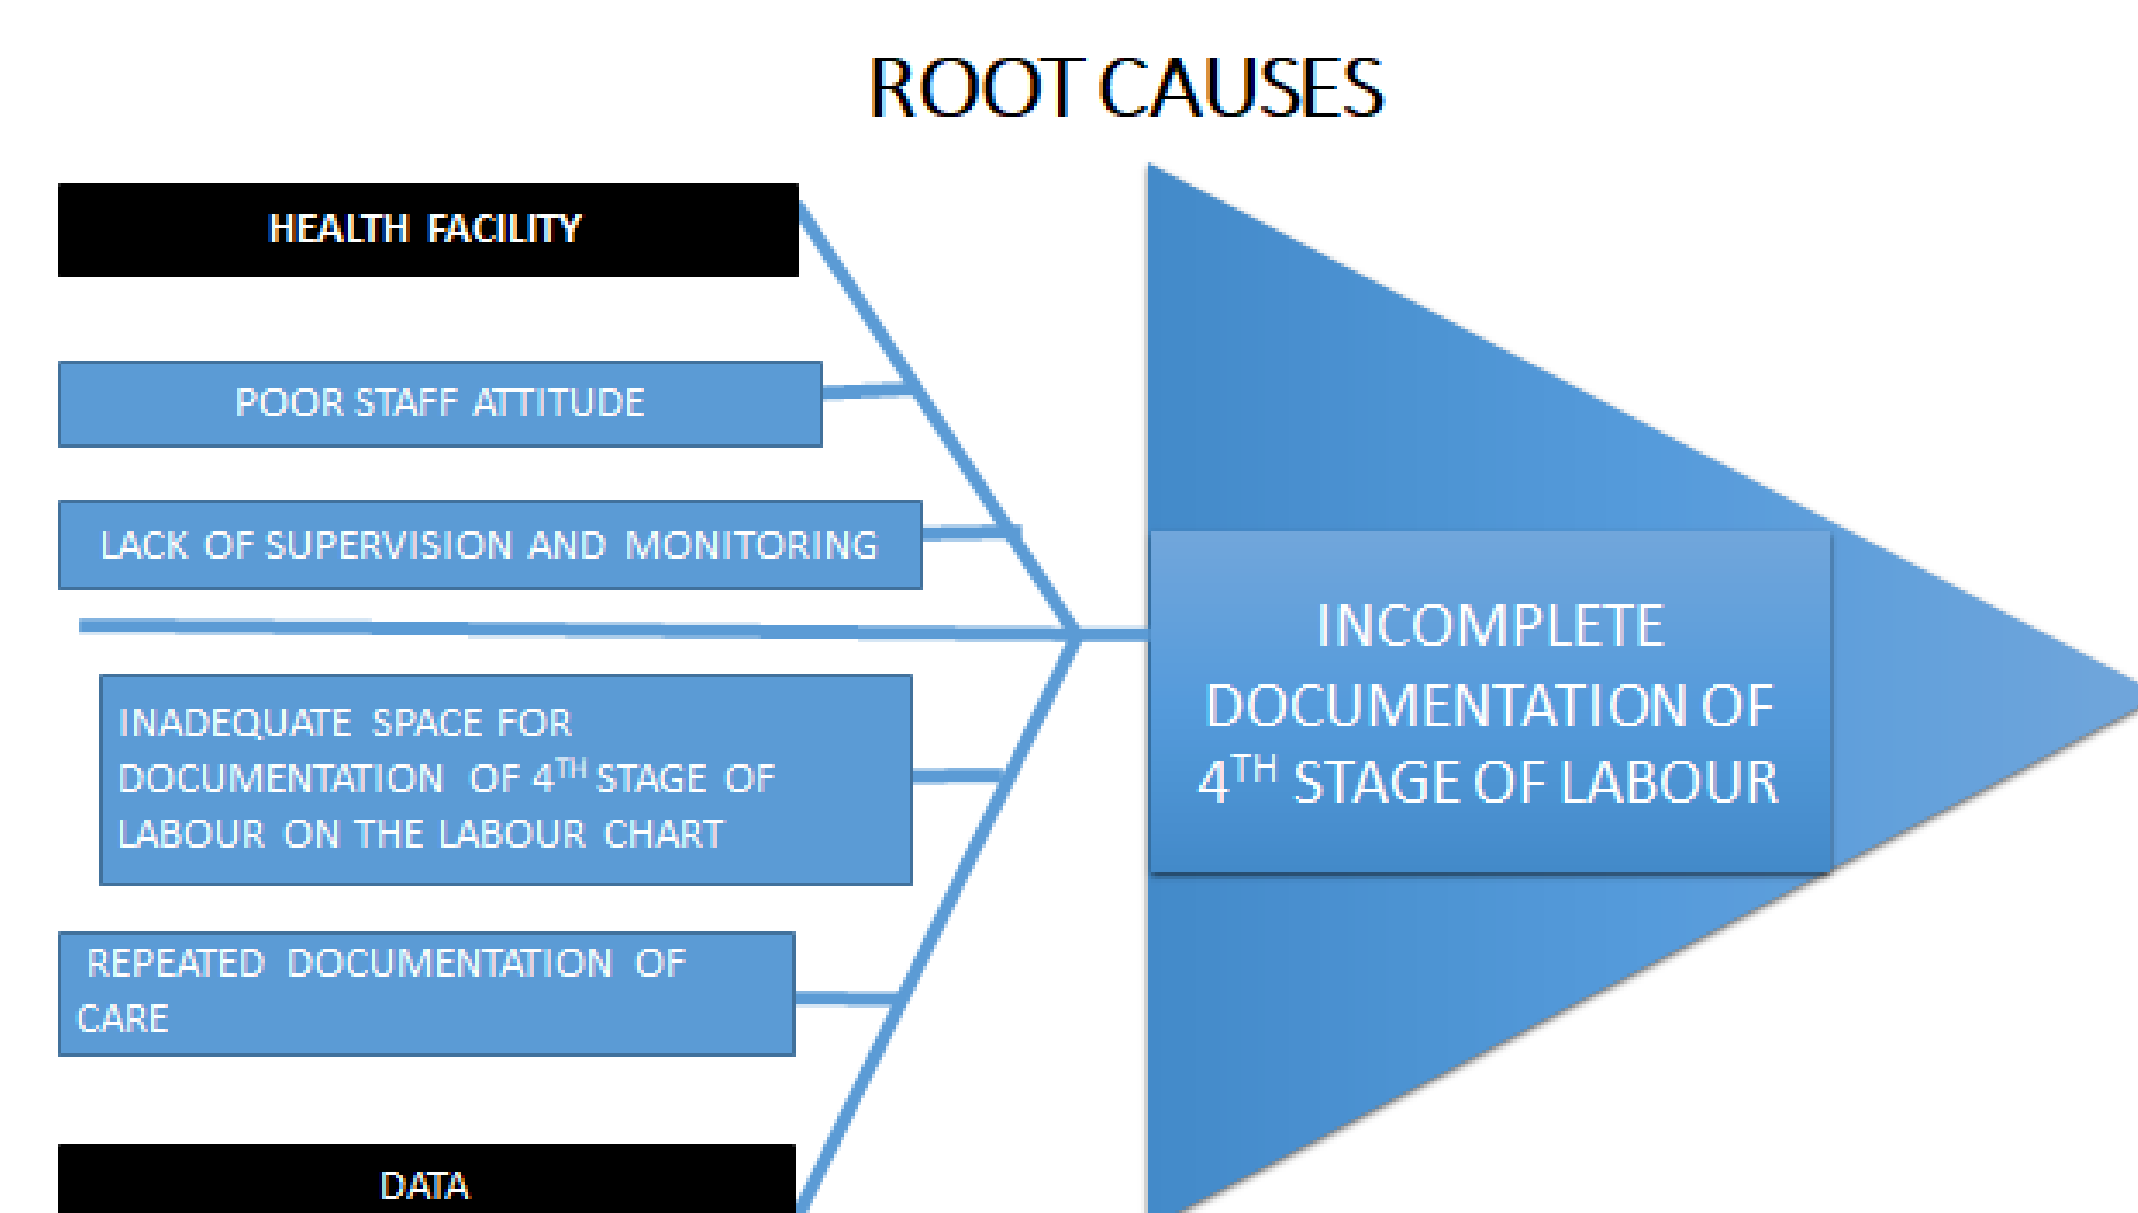 ROOT CAUSES
HEALTH FACILITY
POOR STAFF ATTITUDE
LACK OF SUPERVISION AND MONITORING
INADEQUATE SPACE FOR
DOCUMENTATION OF 4TH STAGE OF
LABOUR ON THE LABOUR CHART
REPEATED DOCUMENTATION OF
CARE
DATA
INCOMPLETE
DOCUMENTATION OF
4TH STAGE OF LABOUR